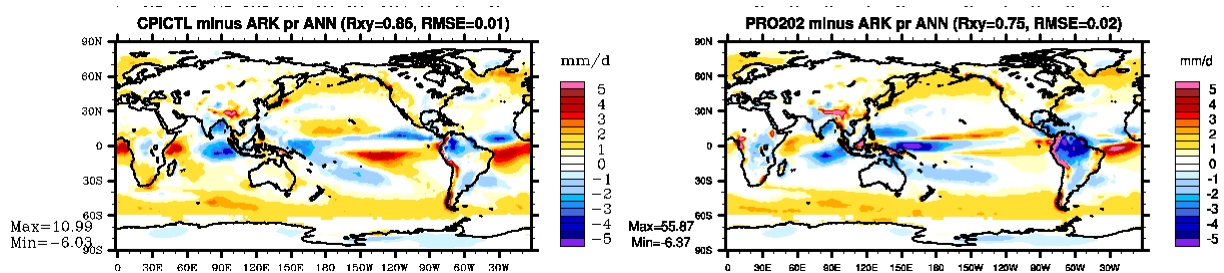 CPICTL minus ARK pr ANN (Rxy=0.86, RMSE=0.01)
90N
60N
30N
0
30S
60S
90S
0 30E 60E 90E 120E 150E 180 150W 120W 90W 60W 30W
Max=10.99
Min=-6.03
mm/d
5
4
3
2
1
0
-1
-2
-3
-4
-5
PRO202 minus ARK pr ANN (Rxy=0.75, RMSE=0.02)
90N
60N
30N
0
30S
60S
90S
0 30E 60E 90E 120E 150E 180 150W 120W 90W 60W 30W
Max=55.87
Min=-6.37
mm/d
5
4
3
2
1
0
-1
-2
-3
-4
-5